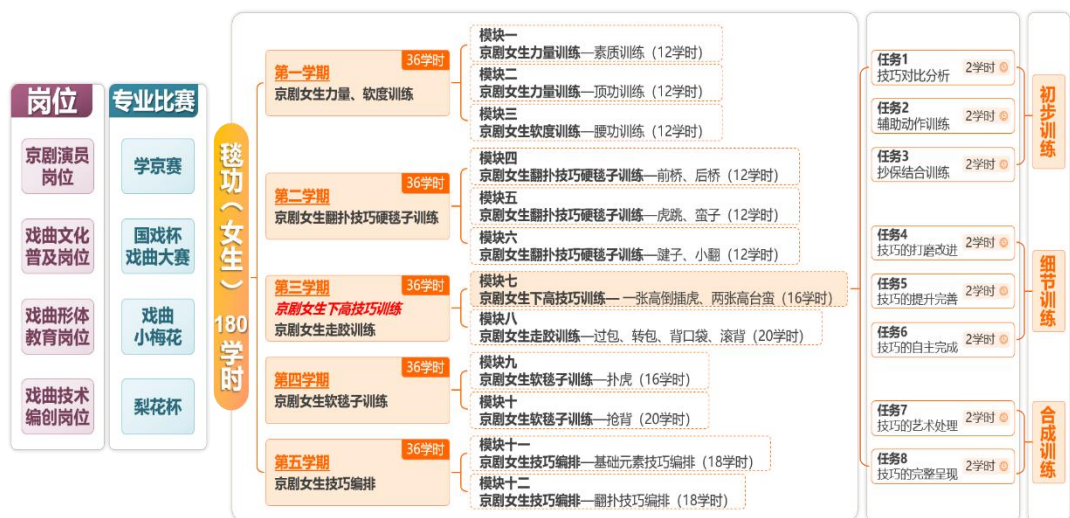 岗位
京剧演员
岗位
戏曲文化
普及岗位
戏曲形体
教育岗位
戏曲技术
编创岗位
专业比赛
学京赛
国戏杯
戏曲大赛
戏曲
小梅花
梨花杯
毯功（女生）180学时
第一学期
36学时
京剧女生力量、软度训练
模块一
京剧女生力量训练—素质训练（12学时）
模块二
京剧女生力量训练—顶功训练（12学时）
模块三
京剧女生软度训练—腰功训练（12学时）
第二学期
36学时
京剧女生翻扑技巧硬毯子训练
模块四
京剧女生翻扑技巧硬毯子训练—前桥、后桥（12学时）
模块五
京剧女生翻扑技巧硬毯子训练—虎跳、蛮子（12学时）
模块六
京剧女生翻扑技巧硬毯子训练—踺子、小翻（12学时）
第三学期
36学时
京剧女生下高技巧训练
京剧女生走跤训练
模块七
京剧女生下高技巧训练— 一张高倒插虎、两张高台蛮（16学时）
模块八
京剧女生走跤训练—过包、转包、背口袋、滚背（20学时）
第四学期
36学时
京剧女生软毯子训练
模块九
京剧女生软毯子训练—扑虎（16学时）
模块十
京剧女生软毯子训练—抢背（20学时）
第五学期
36学时
京剧女生技巧编排
模块十一
京剧女生技巧编排—基础元素技巧编排（18学时）
模块十二
京剧女生技巧编排—翻扑技巧编排（18学时）
任务1
技巧对比分析
2学时
任务2
辅助动作训练
2学时
任务3
抄保结合训练
2学时
初步训练
任务4
技巧的打磨改进
2学时
任务5
技巧的提升完善
2学时
任务6
技巧的自主完成
2学时
细节训练
任务7
技巧的艺术处理
2学时
任务8
技巧的完整呈现
2学时
合成训练